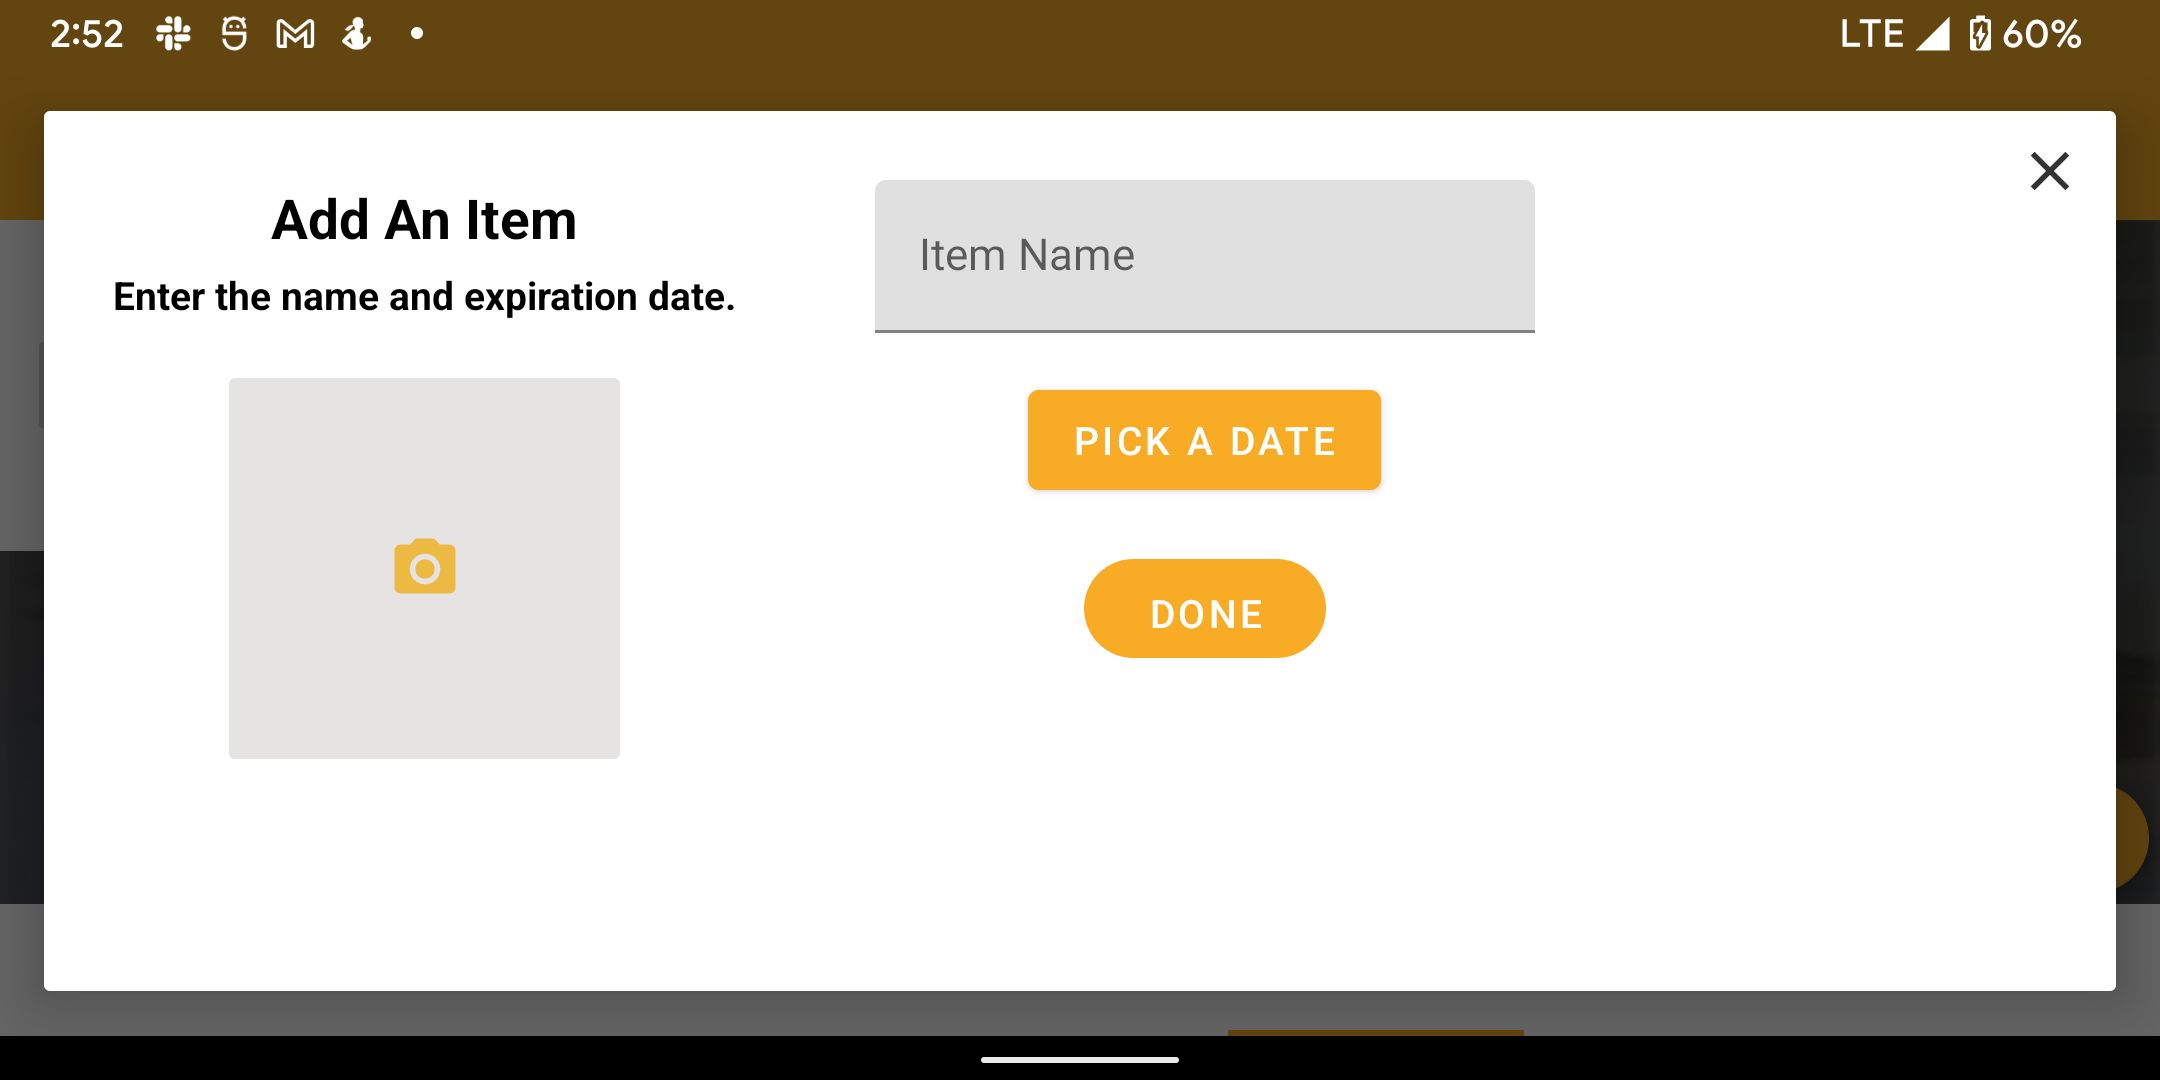 2:52
LTE 60%
Add An Item
Enter the name and expiration date.
Item Name
PICK A DATE
DONE